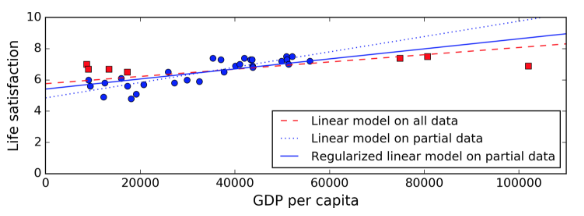 10
8
6
4
2
0
Life satisfaction
Linear model on all data
Linear model on partial data
Regularized linear model on partial data
0 20000 40000 60000 80000 100000
GDP per capita